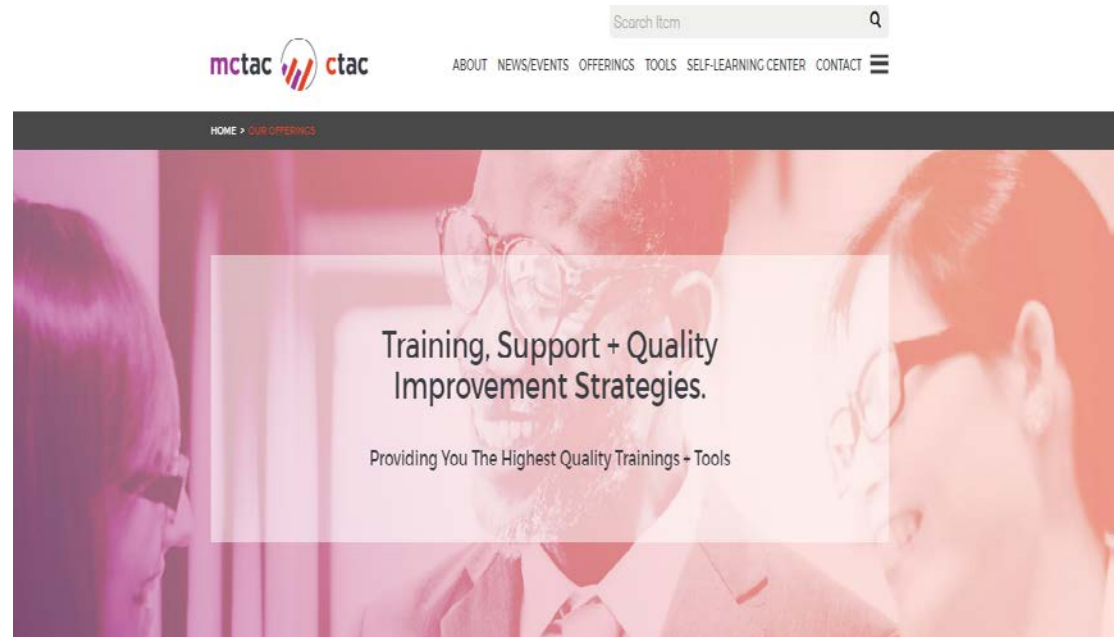 Search Item
mctac ctac
ABOUT NEWS/EVENTS OFFERINGS TOOLS SELF-LEARNING CENTER CONTACT
HOME > OUR OFFERINGS
Training, Support + Quality
Improvement Strategies.
Providing You The Highest Quality Trainings + Tools